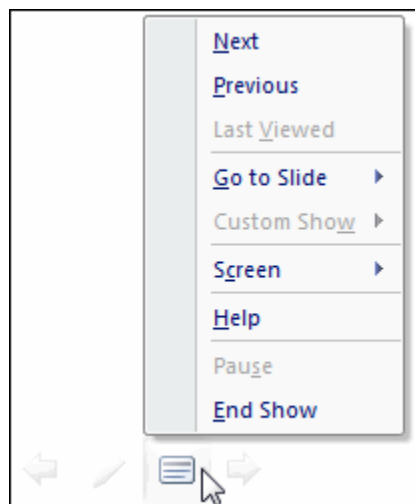 Next
Previous
Last Viewed
Go to Slide
Custom Show
Screen
Help
Pause
End Show